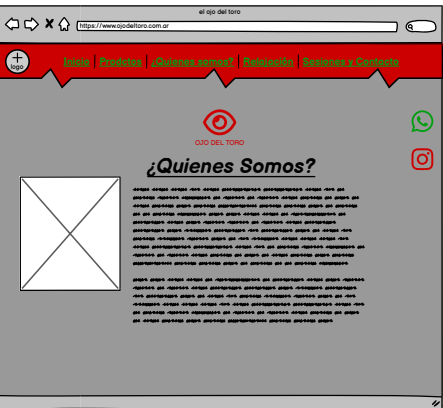 el ojo del toro
https://www.ojodeltoro.com.ar
logo
Inicio | Prodctos | ¿Quienes somos? | Relajación | Sesiones y Contacto
OJO DEL TORO
¿Quienes Somos?